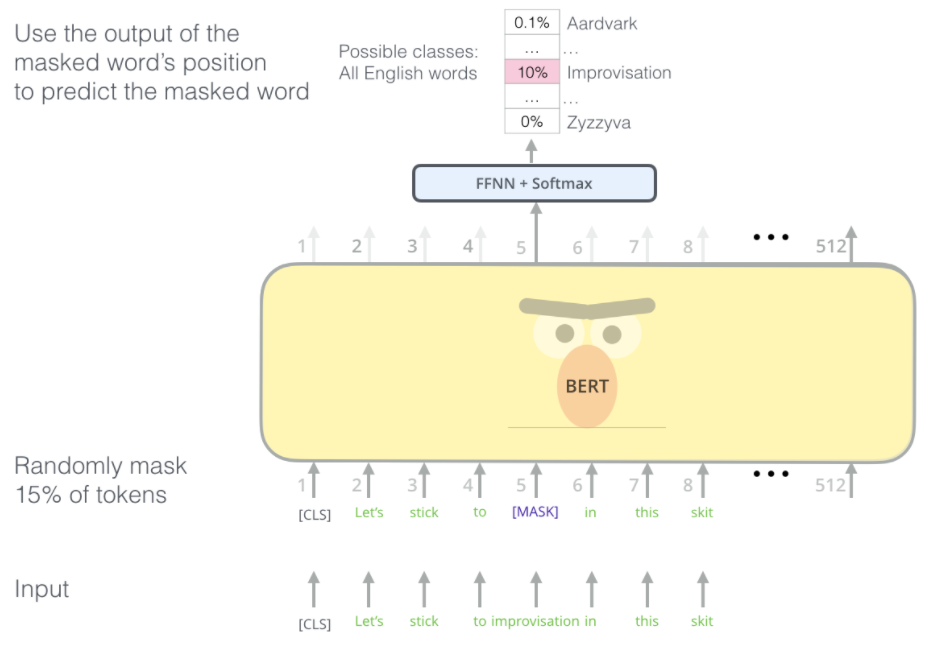 Use the output of the
masked word's position
to predict the masked word
Possible classes:
All English words
0.1% Aardvark
... ...
10% Improvisation
... ...
0% Zyzzyva
FFNN + Softmax
1 2 3 4 5 6 7 8 ••• 512
BERT
Randomly mask
15% of tokens
1 2 3 4 5 6 7 8 ••• 512
[CLS] Let's stick to [MASK] in this skit
Input
[CLS] Let's stick to improvisation in this skit